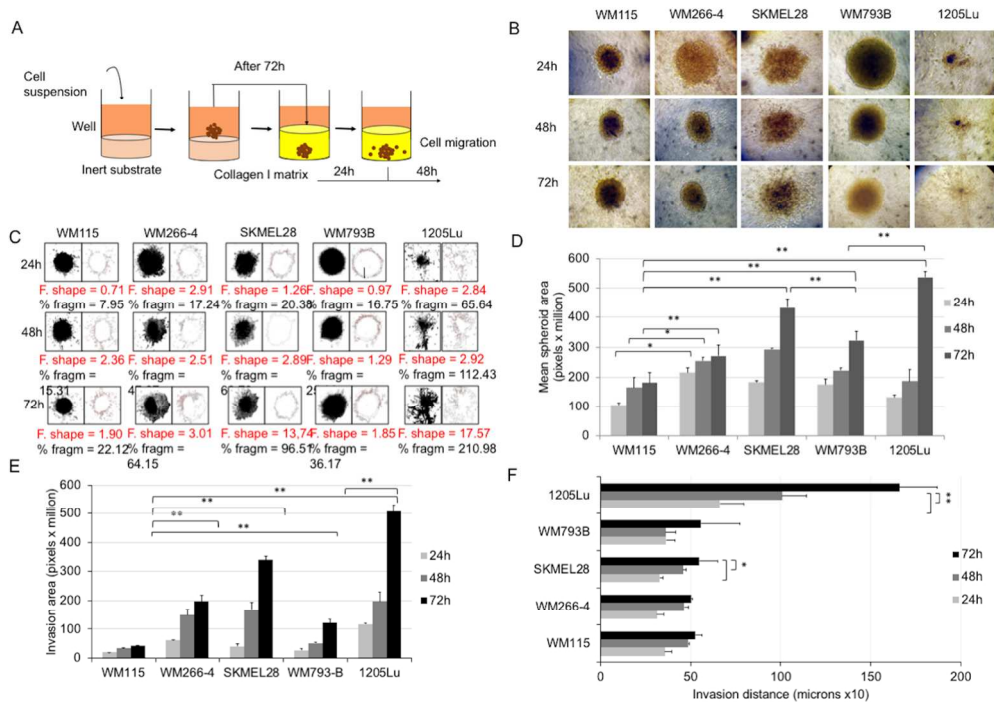 A
After 72h
Cell
suspension
Well
Inert substrate
Collagen I matrix
24h
Cell migration
48h
B
WM115 WM266-4 SKMEL28 WM793B 1205Lu
24h
48h
72h
C
WM115 WM266-4 SKMEL28 WM793B 1205Lu
24h
F. shape = 0.71 F. shape = 2.91 F. shape = 1.26 F. shape = 0.97 F. shape = 2.84
% fragm = 7.95 % fragm = 17.24 % fragm = 20.38 % fragm = 16.75 % fragm = 65.64
48h
F. shape = 2.36 F. shape = 2.51 F. shape = 2.89 F. shape = 1.29 F. shape = 2.92
% fragm = % fragm = % fragm = % fragm = % fragm = 112.43
15.31
72h
F. shape = 1.90 F. shape = 3.01 F. shape = 13,74 F. shape = 1.85 F. shape = 17.57
% fragm = 22.12 % fragm = % fragm = 96.51 % fragm = % fragm = 210.98
64.15 36.17
D
Mean spheroid area
(pixels x million)
600
500
400
300
200
100
0
** ** ** ** ** ** * *
WM115 WM266-4 SKMEL28 WM793B 1205Lu
24h
48h
72h
E
Invasion area (pixels x million)
600
500
400
300
200
100
0
** ** ** ** **
WM115 WM266-4 SKMEL28 WM793-B 1205Lu
24h
48h
72h
F
1205Lu
WM793B
SKMEL28
WM266-4
WM115
* *
*
72h
48h
24h
0 50 100 150 200
Invasion distance (microns x10)